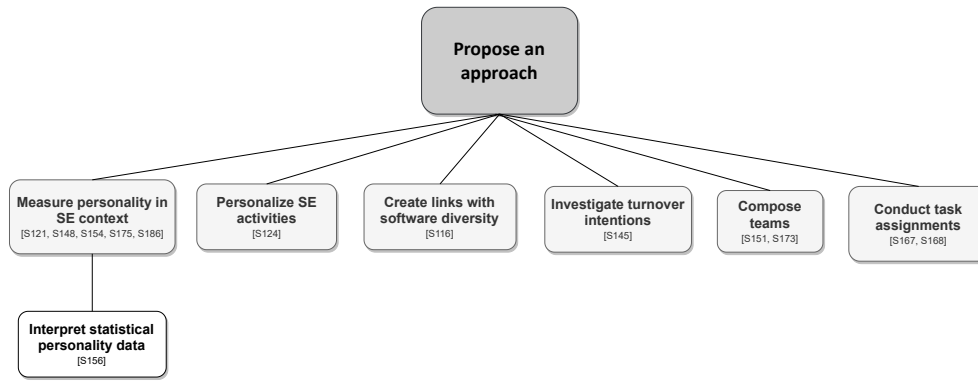 Propose an
approach
Measure personality in
SE context
[S121, S148, S154, S175, S186]
Personalize SE
activities
[S124]
Create links with
software diversity
[S116]
Investigate turnover
intentions
[S145]
Compose
teams
[S151, S173]
Conduct task
assignments
[S167, S168]
Interpret statistical
personality data
[S156]